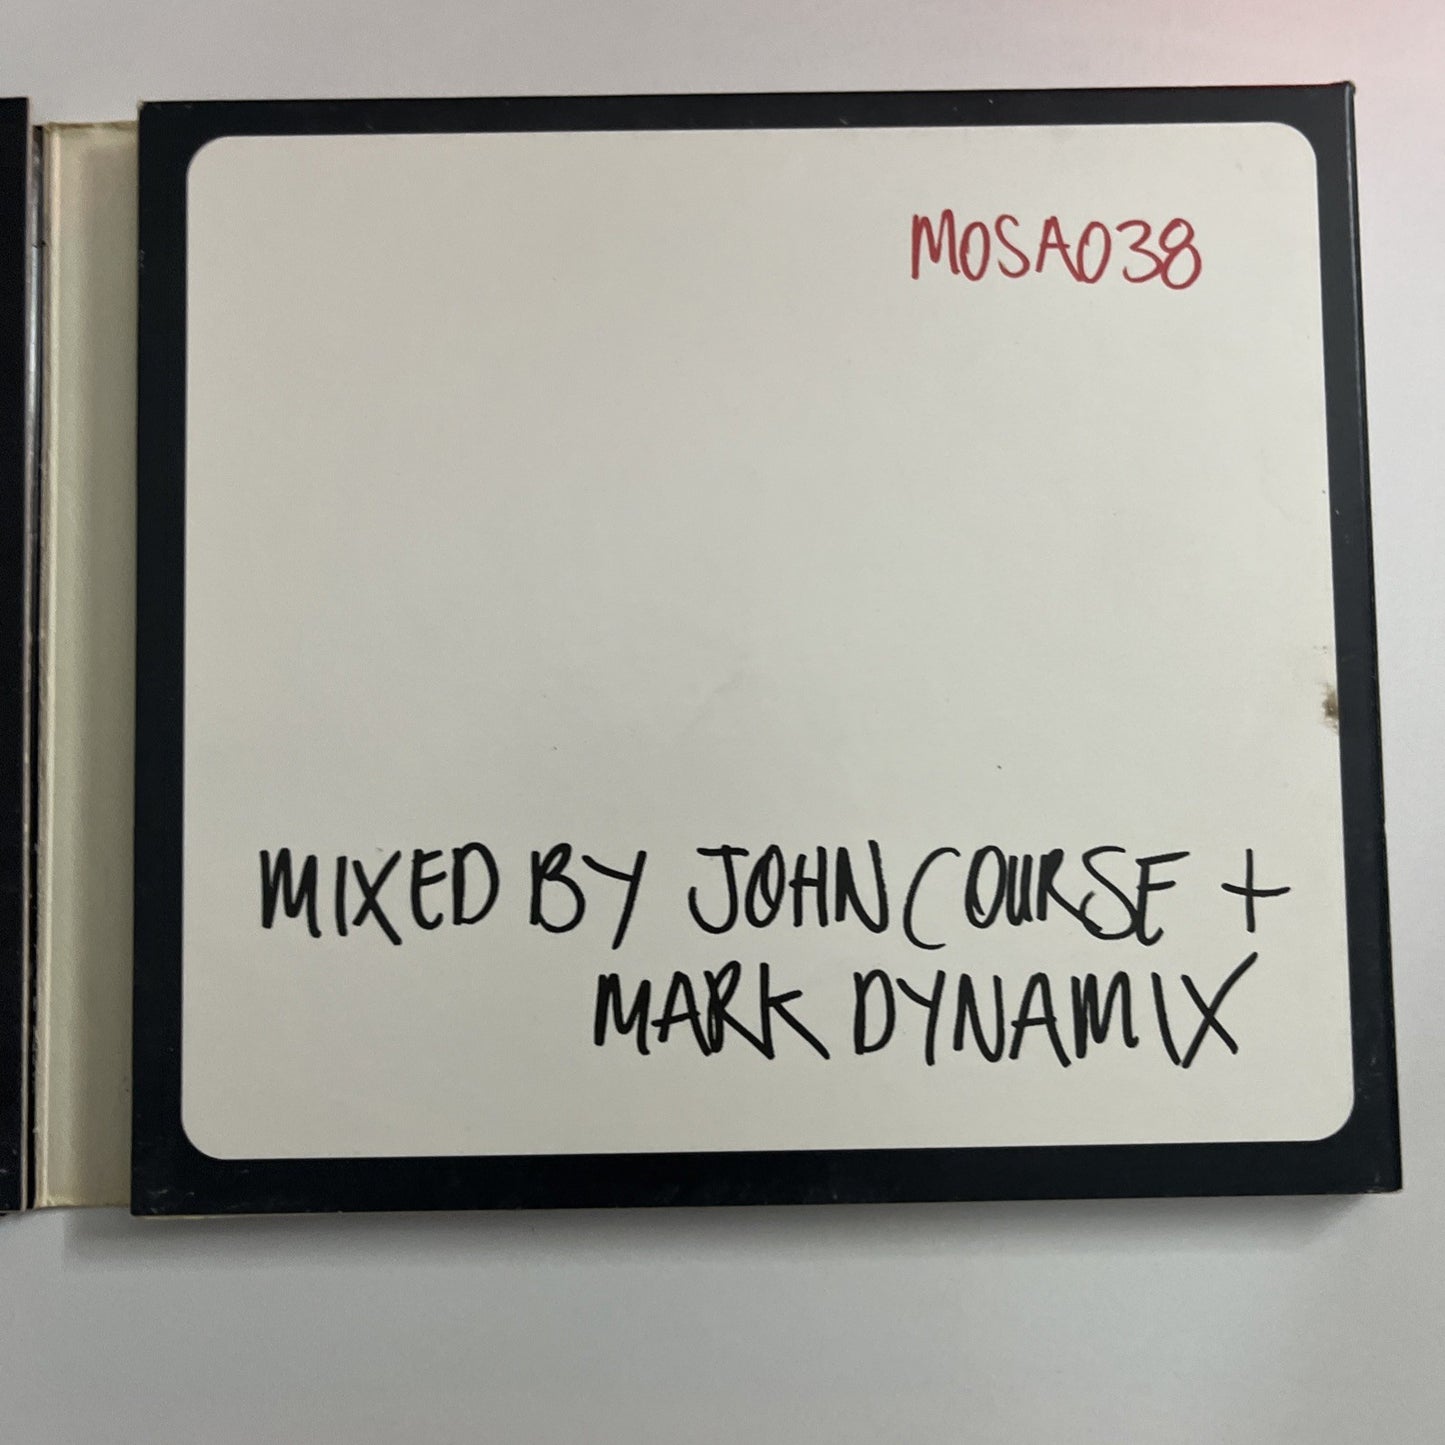 MOSA038
MIXED BY JOHN COURSE +
MARK DYNAMIX